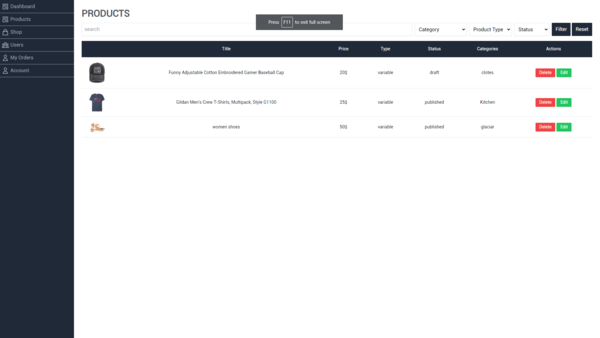 Dashboard
Products
Shop
Users
My Orders
Account
PRODUCTS
Press F11 to exit full screen
search
Category
Product Type
Status
Filter
Reset
Title Price Type Status Categories Actions
Funny Adjustable Cotton Embroidered Gamer Baseball Cap 20$ variable draft clotes Delete Edit
Gildan Men's Crew T-Shirts, Multipack, Style G1100 25$ variable published Kitchen Delete Edit
women shoes 50$ variable published glacier Delete Edit